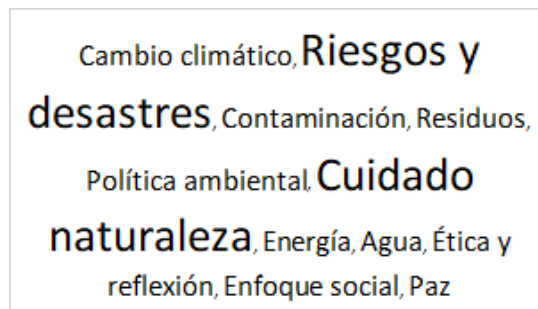 Cambio climático, Riesgos y
desastres, Contaminación, Residuos,
Política ambiental, Cuidado
naturaleza, Energía, Agua, Ética y
reflexión, Enfoque social, Paz